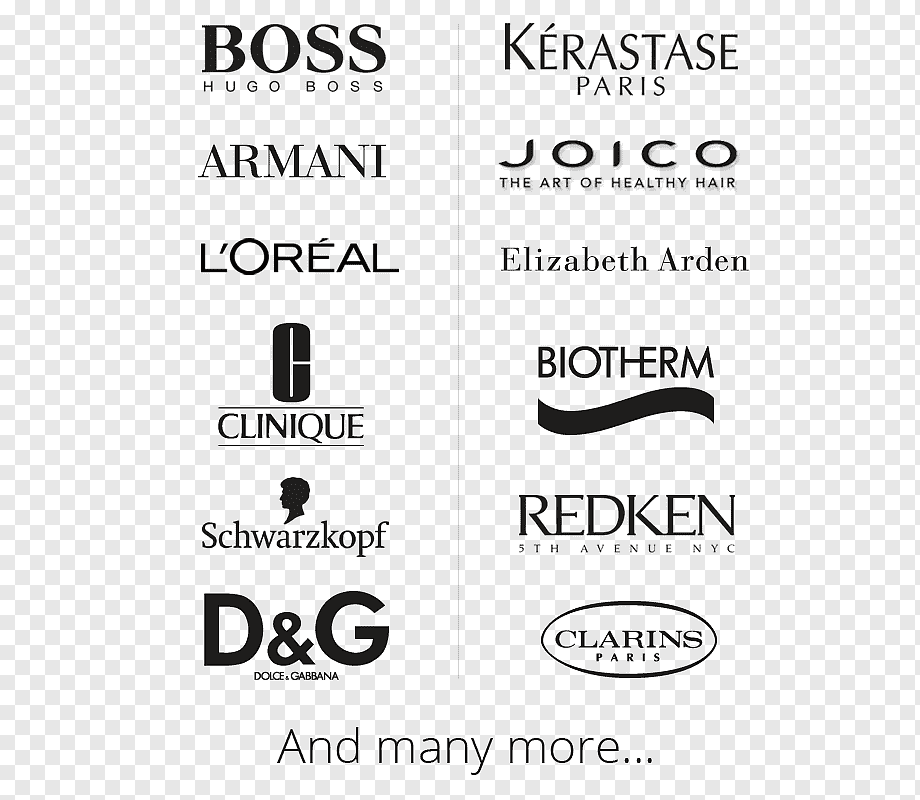 BOSS
HUGO BOSS
ARMANI
L'ORÉAL
C
CLINIQUE
Schwarzkopf
D&G
DOLCE & GABBANA
KÉRASTASE
PARIS
JOICO
THE ART OF HEALTHY HAIR
Elizabeth Arden
BIOTHERM
REDKEN
5TH AVENUE NYC
CLARINS
PARIS
And many more...